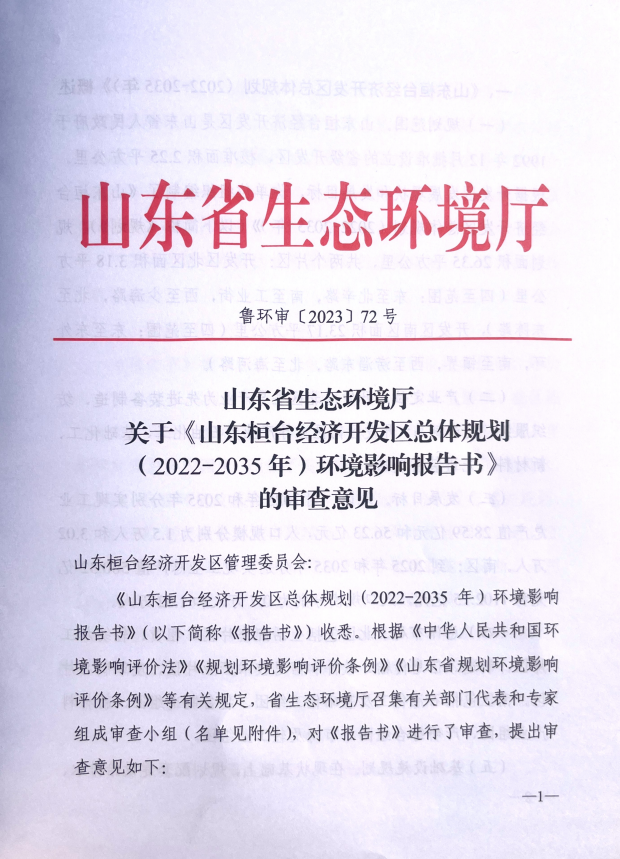 山东省生态环境厅
鲁环审〔2023〕72号
山东省生态环境厅
关于《山东桓台经济开发区总体规划
（2022-2035年）环境影响报告书》
的审查意见
山东桓台经济开发区管理委员会:
《山东桓台经济开发区总体规划（2022-2035 年）环境影响
报告书》（以下简称《报告书》）收悉。根据《中华人民共和国环
境影响评价法》《规划环境影响评价条例》《山东省规划环境影响
评价条例》等有关规定，省生态环境厅召集有关部门代表和专家
组成审查小组（名单见附件），对《报告书》进行了审查，提出审
查意见如下:
—1—